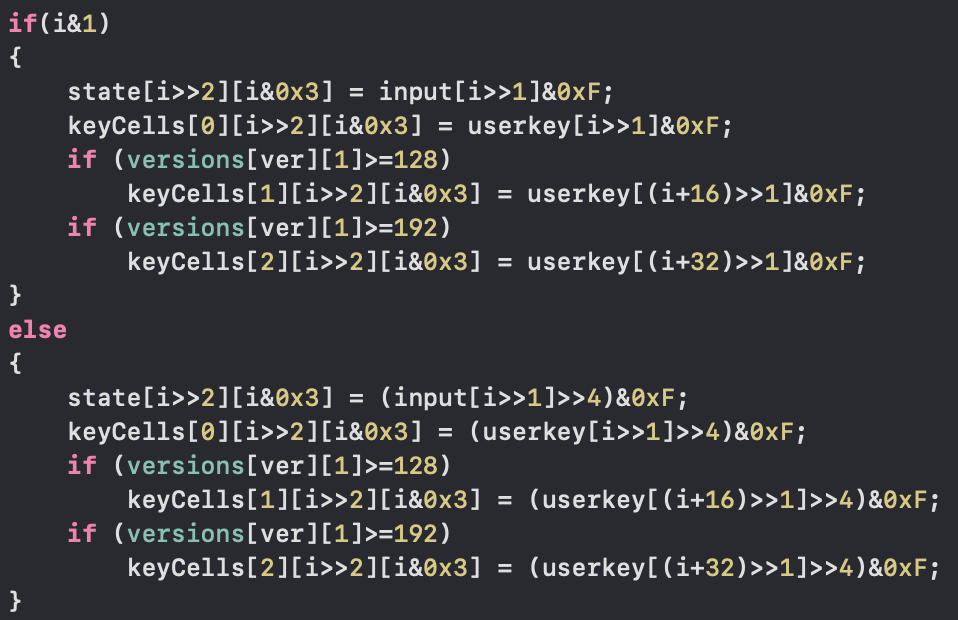 if(i&1)
{
    state[i>>2][i&0x3] = input[i>>1]&0xF;
    keyCells[0][i>>2][i&0x3] = userkey[i>>1]&0xF;
    if (versions[ver][1]>=128)
        keyCells[1][i>>2][i&0x3] = userkey[(i+16)>>1]&0xF;
    if (versions[ver][1]>=192)
        keyCells[2][i>>2][i&0x3] = userkey[(i+32)>>1]&0xF;
}
else
{
    state[i>>2][i&0x3] = (input[i>>1]>>4)&0xF;
    keyCells[0][i>>2][i&0x3] = (userkey[i>>1]>>4)&0xF;
    if (versions[ver][1]>=128)
        keyCells[1][i>>2][i&0x3] = (userkey[(i+16)>>1]>>4)&0xF;
    if (versions[ver][1]>=192)
        keyCells[2][i>>2][i&0x3] = (userkey[(i+32)>>1]>>4)&0xF;
}